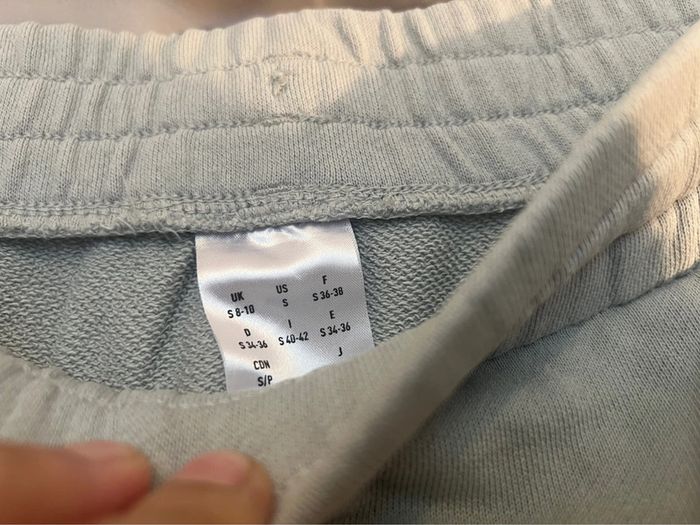 UK US F
S 8-10 S S 36-38
D I E
S 34-36 S 40-42 S 34-36
CDN J
S/P